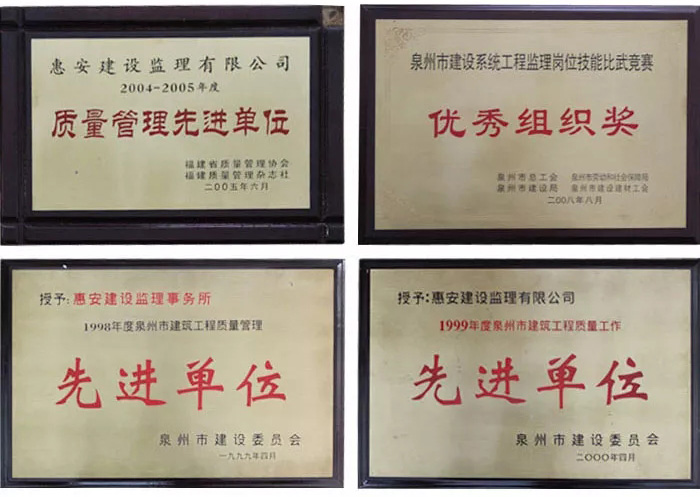 惠安建设监理有限公司
2004-2005年度
质量管理先进单位
福建省质量管理协会
福建质量管理杂志社
二OO五年六月
泉州市建设系统工程监理岗位技能比武竞赛
优秀组织奖
泉州市总工会 泉州市劳动和社会保障局
泉州市建设局 泉州市建设建材工会
二OO八年八月
授予：惠安建设监理事务所
1998年度泉州市建筑工程质量管理
先进单位
泉州市建设委员会
一九九九年四月
授予：惠安建设监理有限公司
1999年度泉州市建筑工程质量工作
先进单位
泉州市建设委员会
二OOO年四月